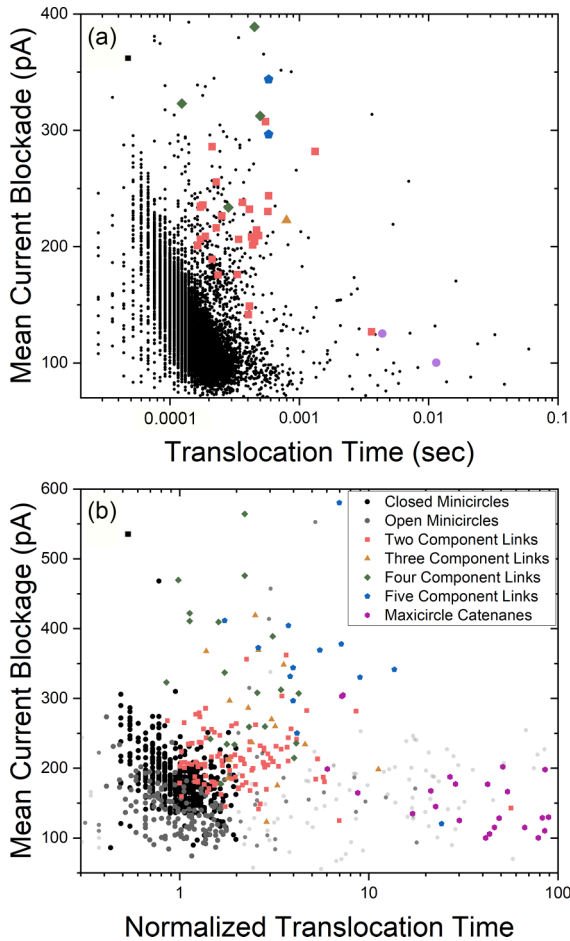 400
(a)
300
200
100
Mean Current Blockade (pA)
0.0001
0.001
0.01
0.1
Translocation Time (sec)
600
(b)
500
400
300
200
100
Mean Current Blockage (pA)
Closed Minicircles
Open Minicircles
Two Component Links
Three Component Links
Four Component Links
Five Component Links
Maxicircle Catenanes
1
10
100
Normalized Translocation Time